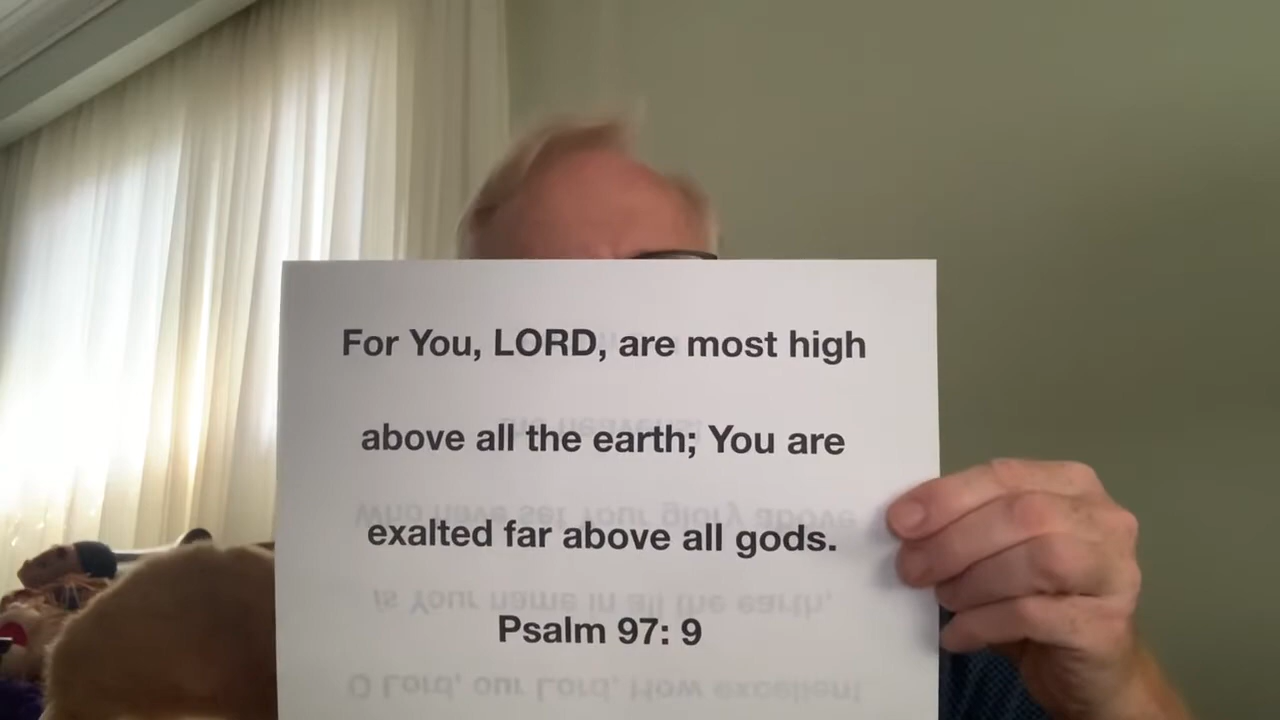 For You, LORD, are most high
above all the earth; You are
exalted far above all gods.
Psalm 97: 9